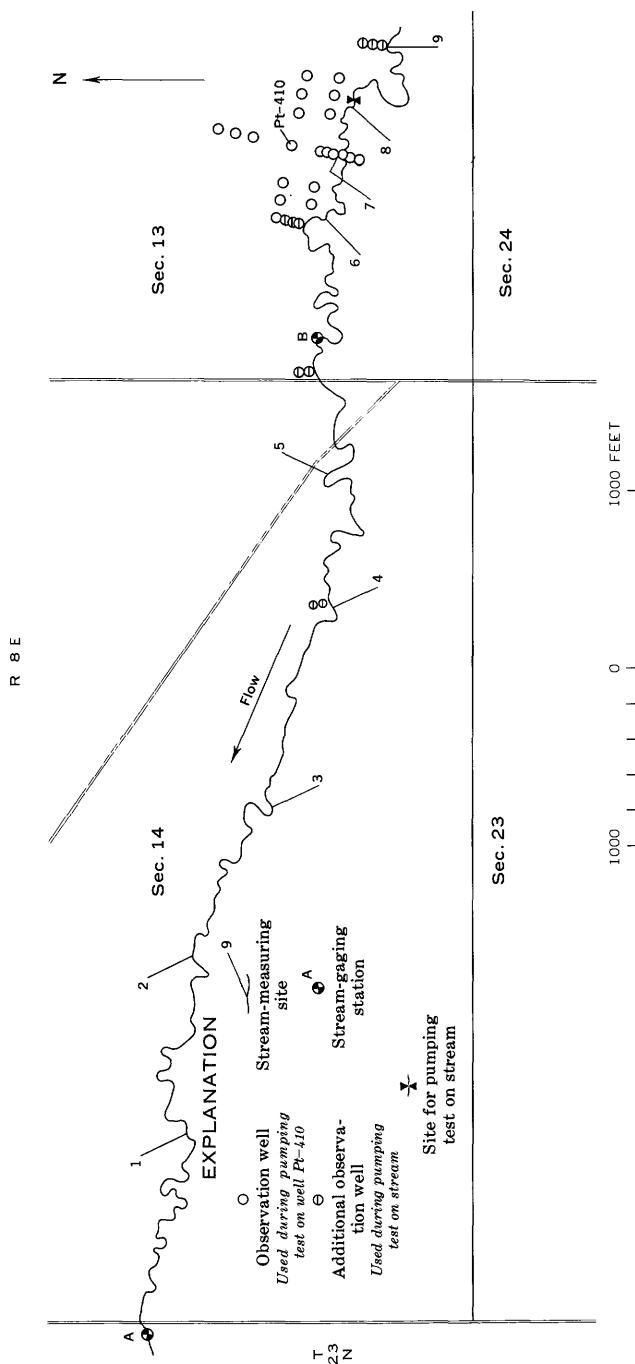 R 8 E
N
Sec. 13
Pt-410
9
8
7
6
B
Sec. 24
5
4
Flow
3
Sec. 14
2
1
A
Sec. 23
EXPLANATION
Observation well
Used during pumping
test on well Pt-410
Additional observa-
tion well
Used during pumping
test on stream
9
Stream-measuring
site
A
Stream-gaging
station
Site for pumping
test on stream
T
23
N
1000
0
1000 FEET